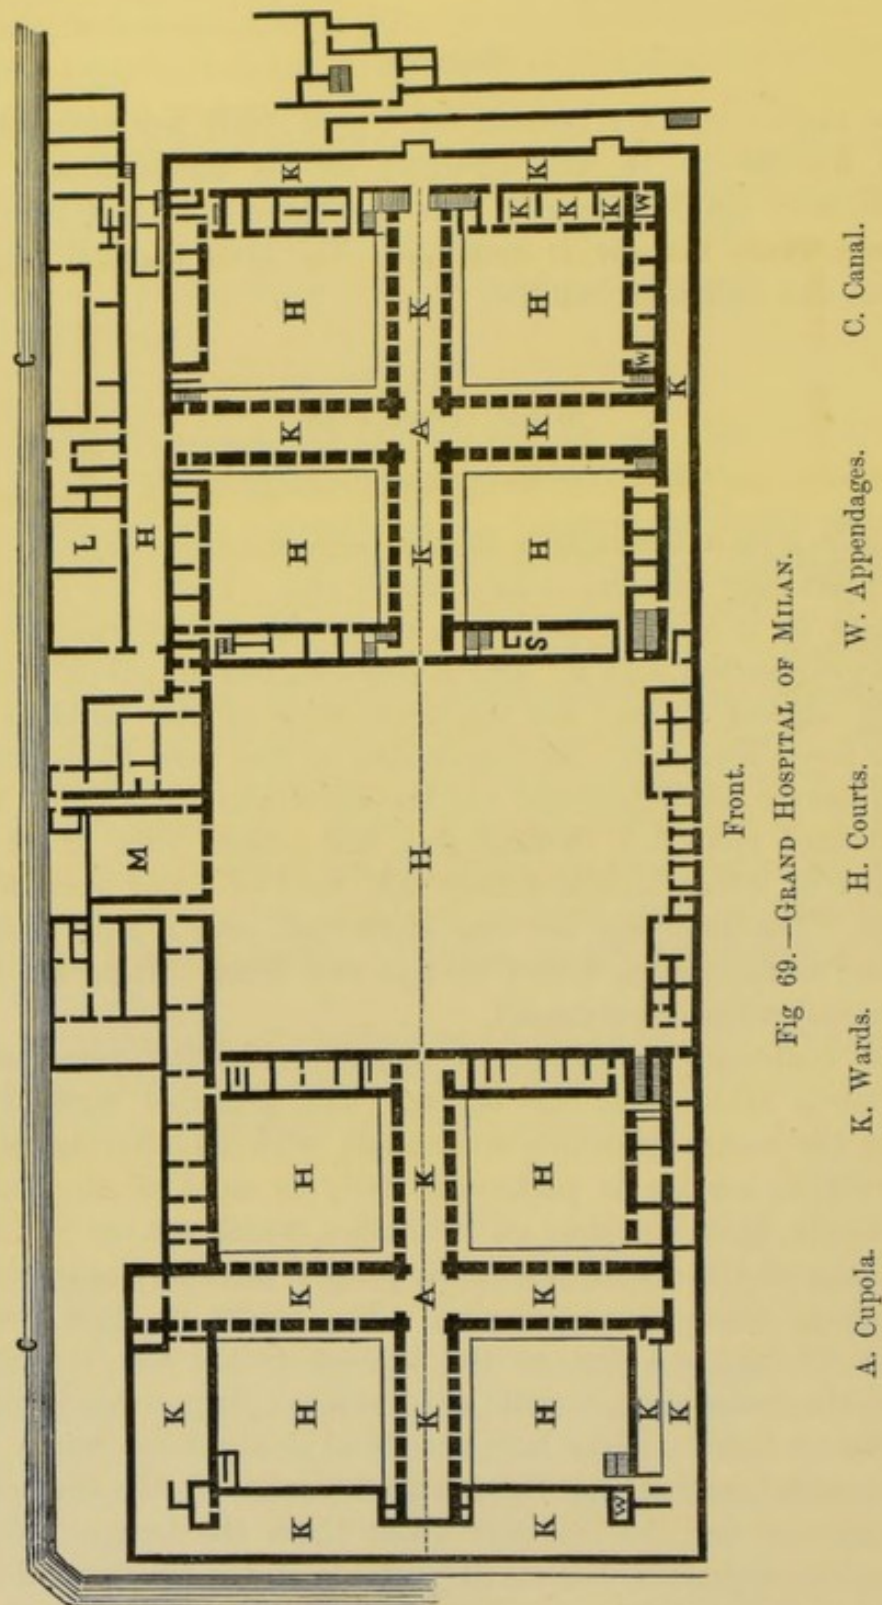 C C
L
M H
K
K H K H H K H K
K A K H K A K
K K K W
L
S
K H K H H K H K
W K W
K K
Front.
Fig 69.—GRAND HOSPITAL OF MILAN.
A. Cupola. K. Wards. H. Courts. W. Appendages. C. Canal.